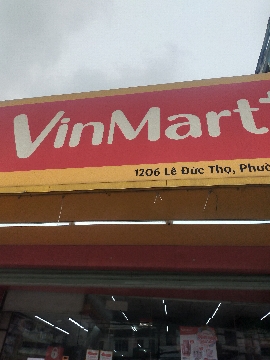 VinMart+
1206 Lê Đức Thọ, Phườ